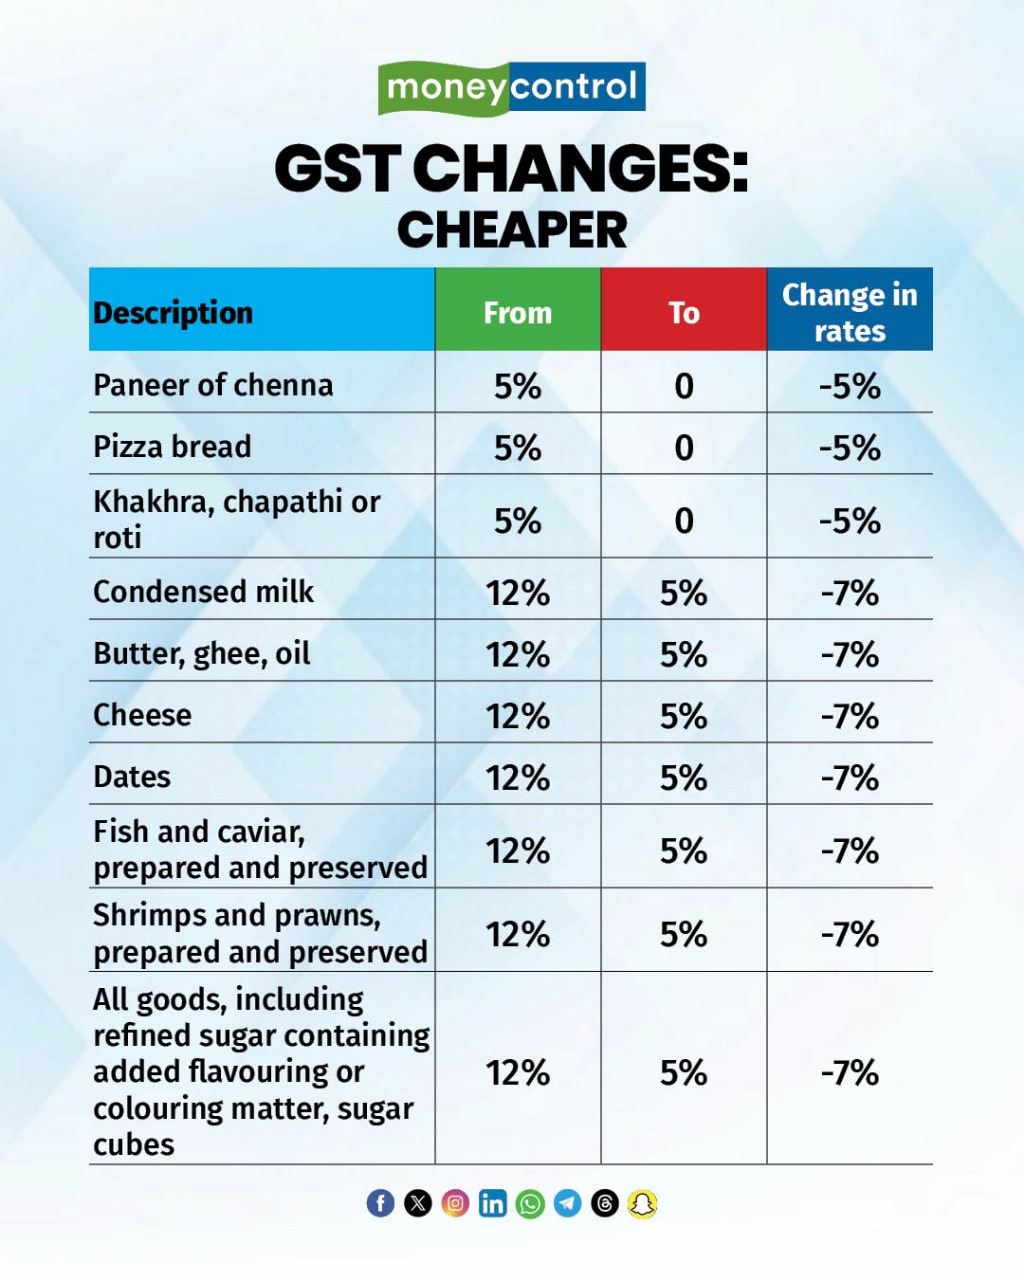 moneycontrol
GST CHANGES:
CHEAPER
Description From To Change in
rates
Paneer of chenna 5% 0 -5%
Pizza bread 5% 0 -5%
Khakhra, chapathi or
roti 5% 0 -5%
Condensed milk 12% 5% -7%
Butter, ghee, oil 12% 5% -7%
Cheese 12% 5% -7%
Dates 12% 5% -7%
Fish and caviar,
prepared and preserved 12% 5% -7%
Shrimps and prawns,
prepared and preserved 12% 5% -7%
All goods, including
refined sugar containing
added flavouring or
colouring matter, sugar
cubes 12% 5% -7%